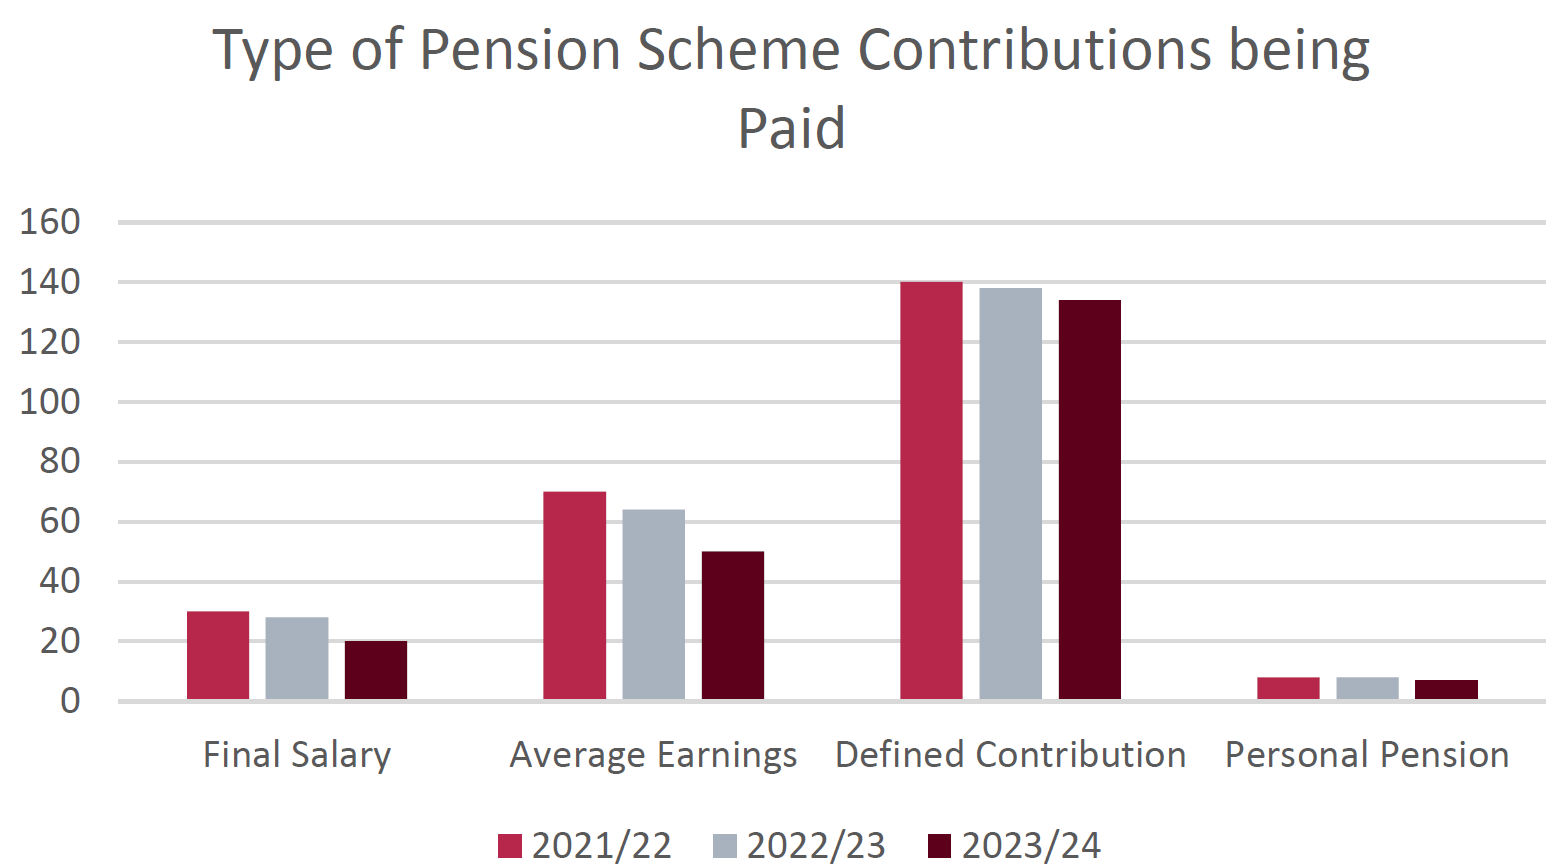 Type of Pension Scheme Contributions being
Paid
160
140
120
100
80
60
40
20
0
Final Salary Average Earnings Defined Contribution Personal Pension
2021/22 2022/23 2023/24